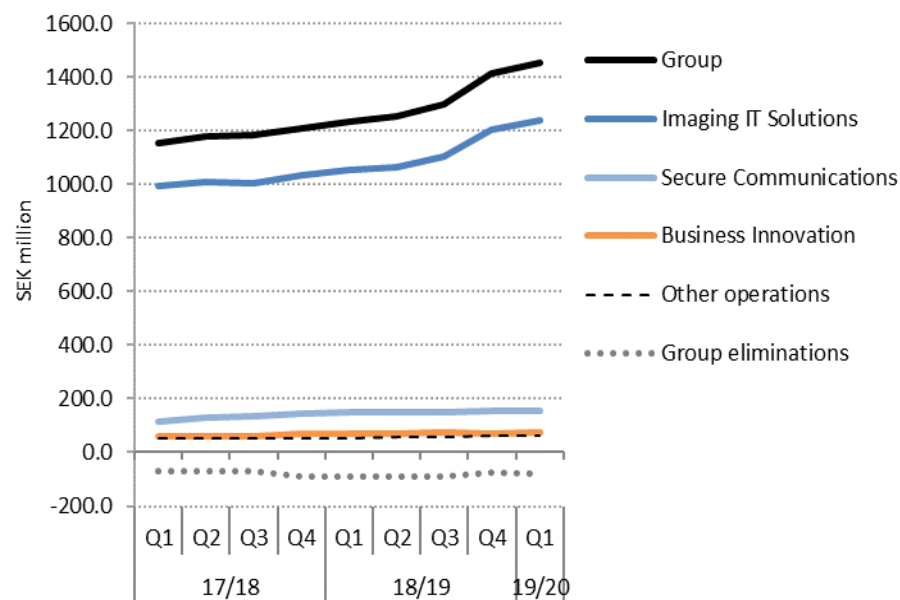 1600.0
1400.0
1200.0
1000.0
800.0
600.0
400.0
200.0
0.0
-200.0
SEK million
Q1 Q2 Q3 Q4 Q1 Q2 Q3 Q4 Q1
17/18 18/19 19/20
Group
Imaging IT Solutions
Secure Communications
Business Innovation
Other operations
Group eliminations